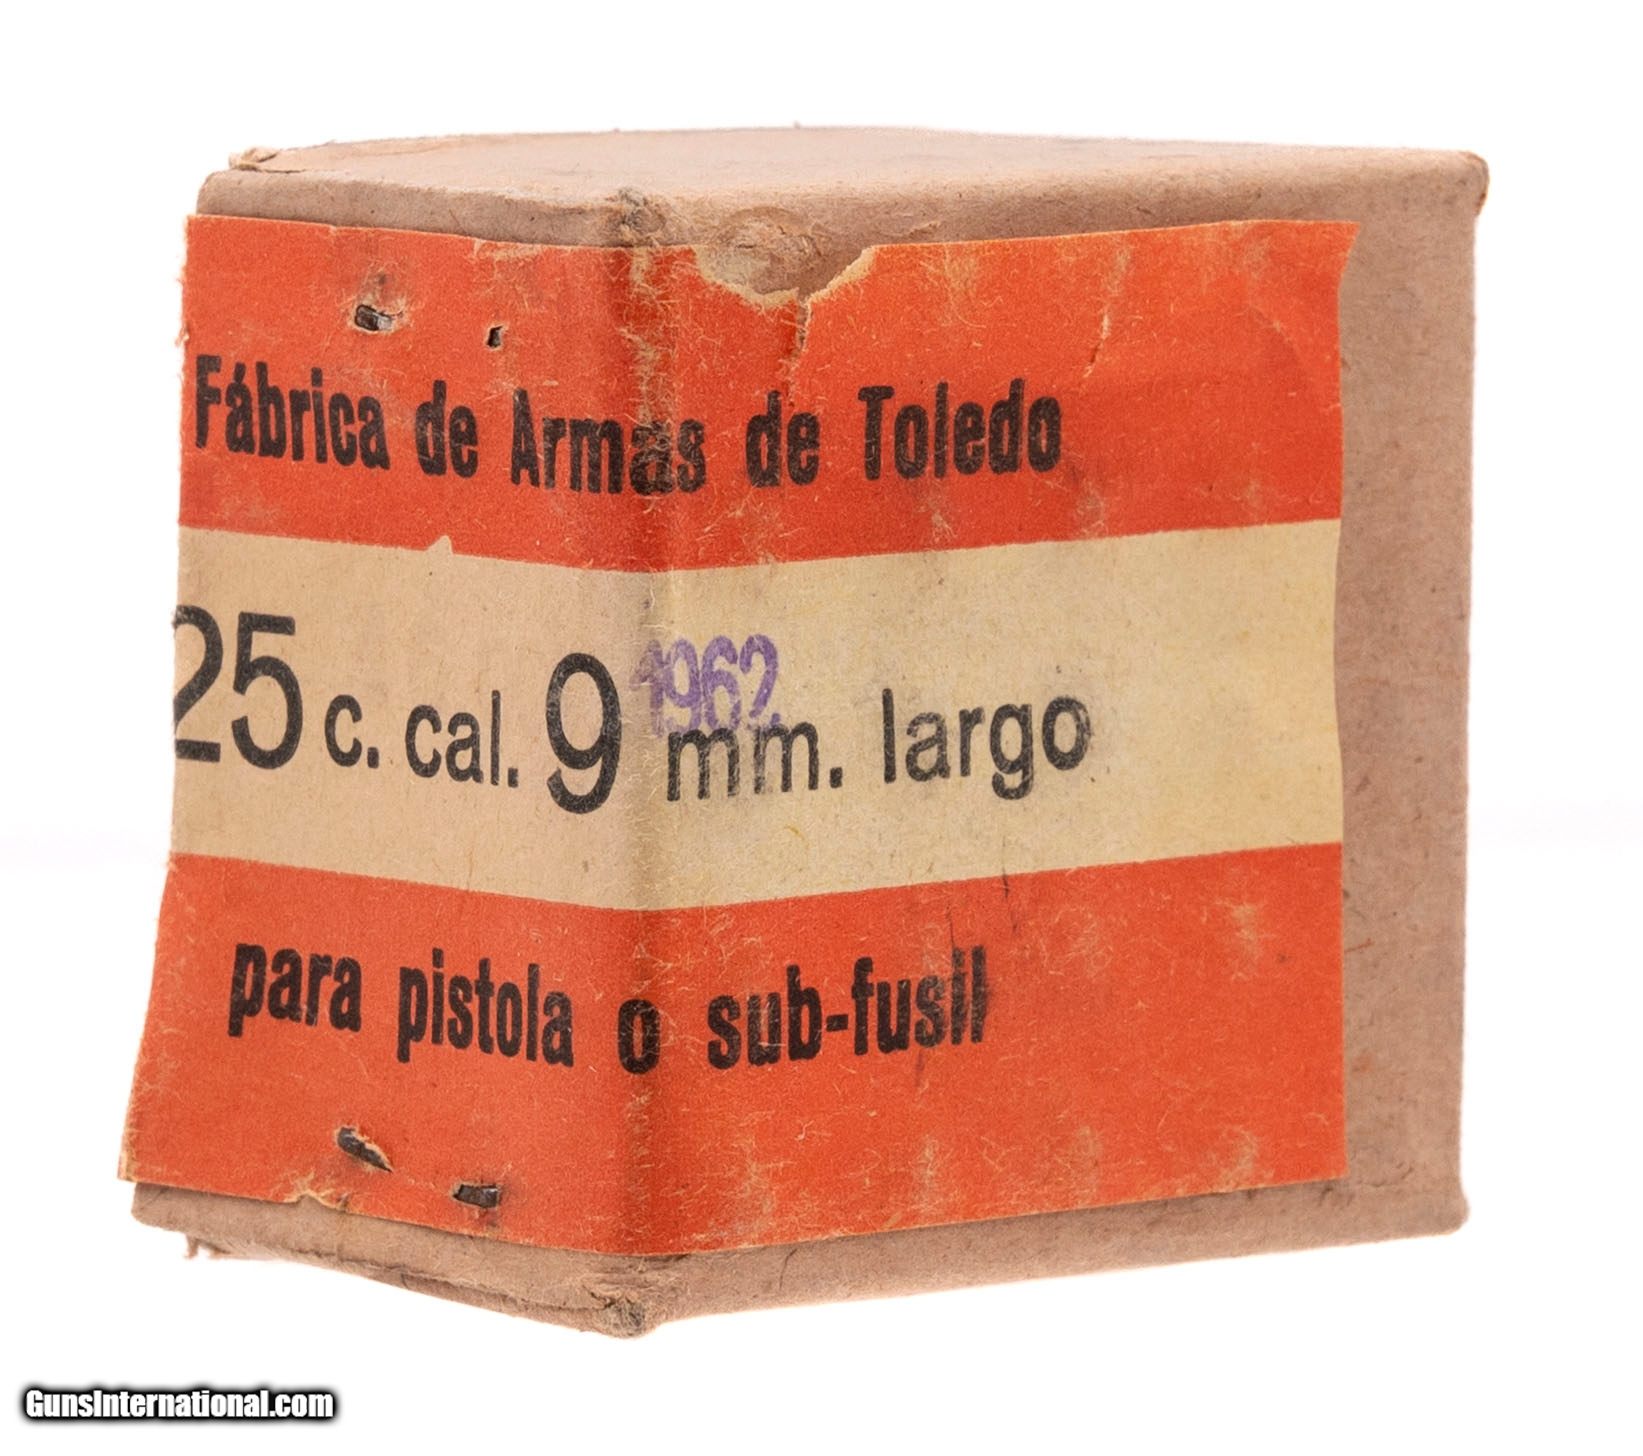 Fábrica de Armas de Toledo
1962
25 c. cal. 9 mm. largo
para pistola o sub-fusil
GunsInternational.com